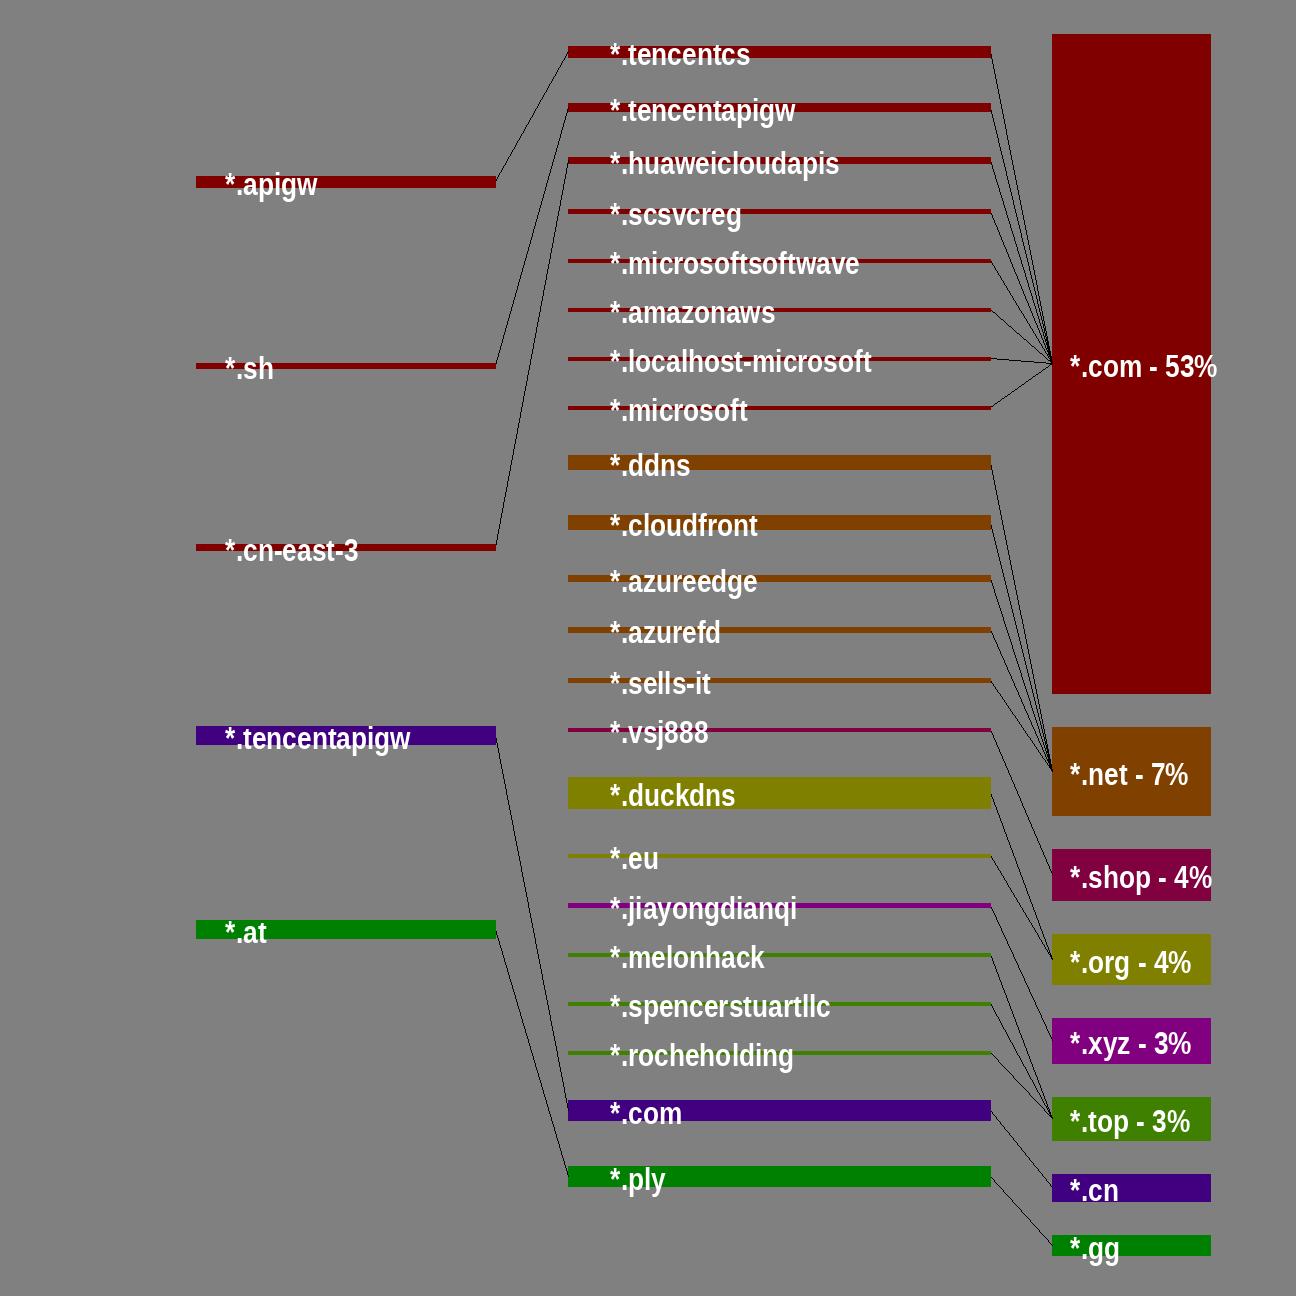 *.apigw
*.sh
*.cn-east-3
*.tencentapigw
*.at
*.tencentcs
*.tencentapigw
*.huaweicloudapis
*.scsvcreg
*.microsoftsoftwave
*.amazonaws
*.localhost-microsoft
*.microsoft
*.ddns
*.cloudfront
*.azureedge
*.azurefd
*.sells-it
*.vsj888
*.duckdns
*.eu
*.jiayongdianqi
*.melonhack
*.spencerstuartllc
*.rocheholding
*.com
*.ply
*.com - 53%
*.net - 7%
*.shop - 4%
*.org - 4%
*.xyz - 3%
*.top - 3%
*.cn
*.gg